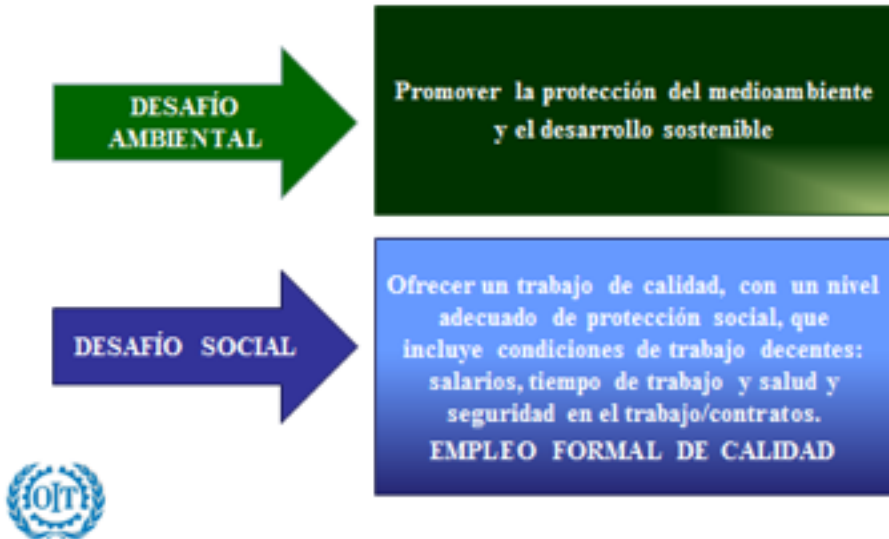 DESAFÍO
AMBIENTAL
Promover la protección del medioambiente
y el desarrollo sostenible
DESAFÍO SOCIAL
Ofrecer un trabajo de calidad, con un nivel
adecuado de protección social, que
incluye condiciones de trabajo decentes:
salarios, tiempo de trabajo y salud y
seguridad en el trabajo/contratos.
EMPLEO FORMAL DE CALIDAD
OIT